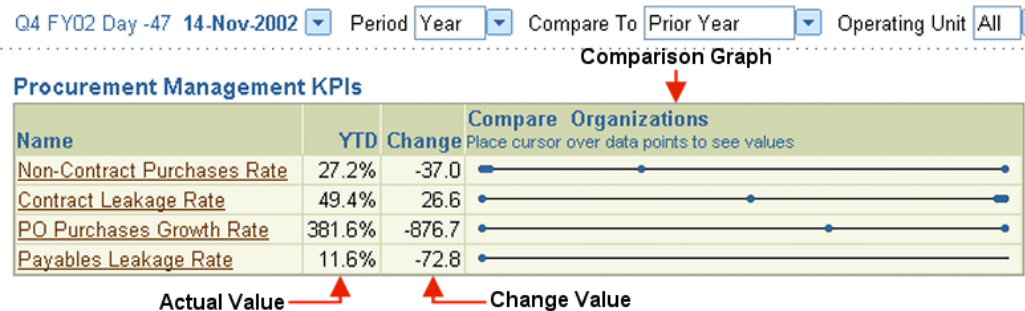 Q4 FY02 Day -47 14-Nov-2002 Period Year Compare To Prior Year Operating Unit All
Comparison Graph
Procurement Management KPIs
Name YTD Change Compare Organizations
Place cursor over data points to see values
Non-Contract Purchases Rate 27.2% -37.0
Contract Leakage Rate 49.4% 26.6
PO Purchases Growth Rate 381.6% -876.7
Payables Leakage Rate 11.6% -72.8
Actual Value Change Value